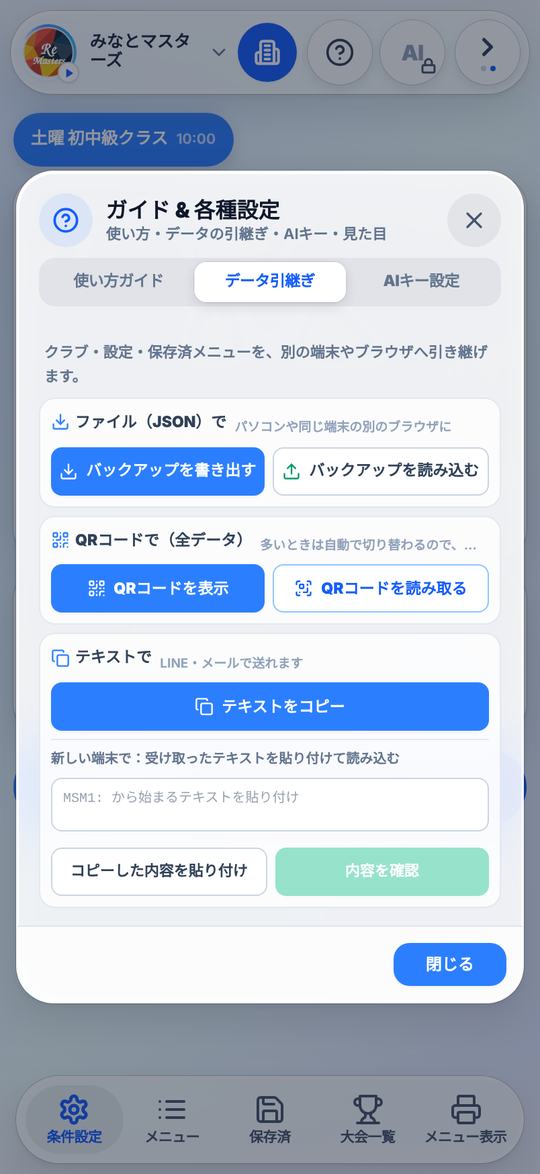 Re
Masters
みなとマスタ
ーズ
AI
土曜 初中級クラス 10:00
ガイド & 各種設定
使い方・データの引継ぎ・AIキー・見た目
使い方ガイド データ引継ぎ AIキー設定
クラブ・設定・保存済メニューを、別の端末やブラウザへ引き継げ
ます。
ファイル（JSON）で パソコンや同じ端末の別のブラウザに
バックアップを書き出す バックアップを読み込む
QRコードで（全データ） 多いときは自動で切り替わるので、...
QRコードを表示 QRコードを読み取る
テキストで LINE・メールで送れます
テキストをコピー
新しい端末で：受け取ったテキストを貼り付けて読み込む
MSM1: から始まるテキストを貼り付け
コピーした内容を貼り付け 内容を確認
閉じる
条件設定 メニュー 保存済 大会一覧 メニュー表示